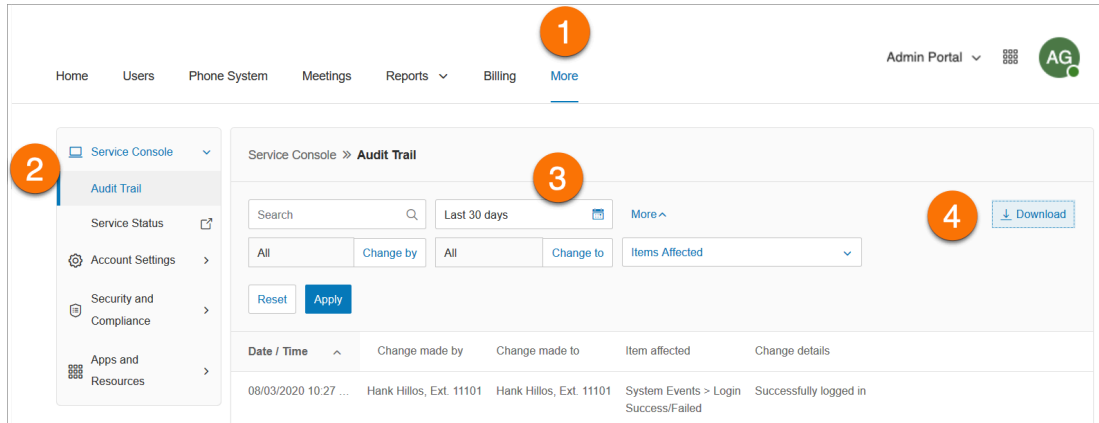 1
Admin Portal AG
Home Users Phone System Meetings Reports Billing More
2
Service Console
Audit Trail
Service Status
Account Settings
Security and
Compliance
Apps and
Resources
Service Console » Audit Trail
3
4
Search Last 30 days More Download
All Change by All Change to Items Affected
Reset Apply
Date / Time Change made by Change made to Item affected Change details
08/03/2020 10:27 ... Hank Hillos, Ext. 11101 Hank Hillos, Ext. 11101 System Events > Login Successfully logged in
Success/Failed